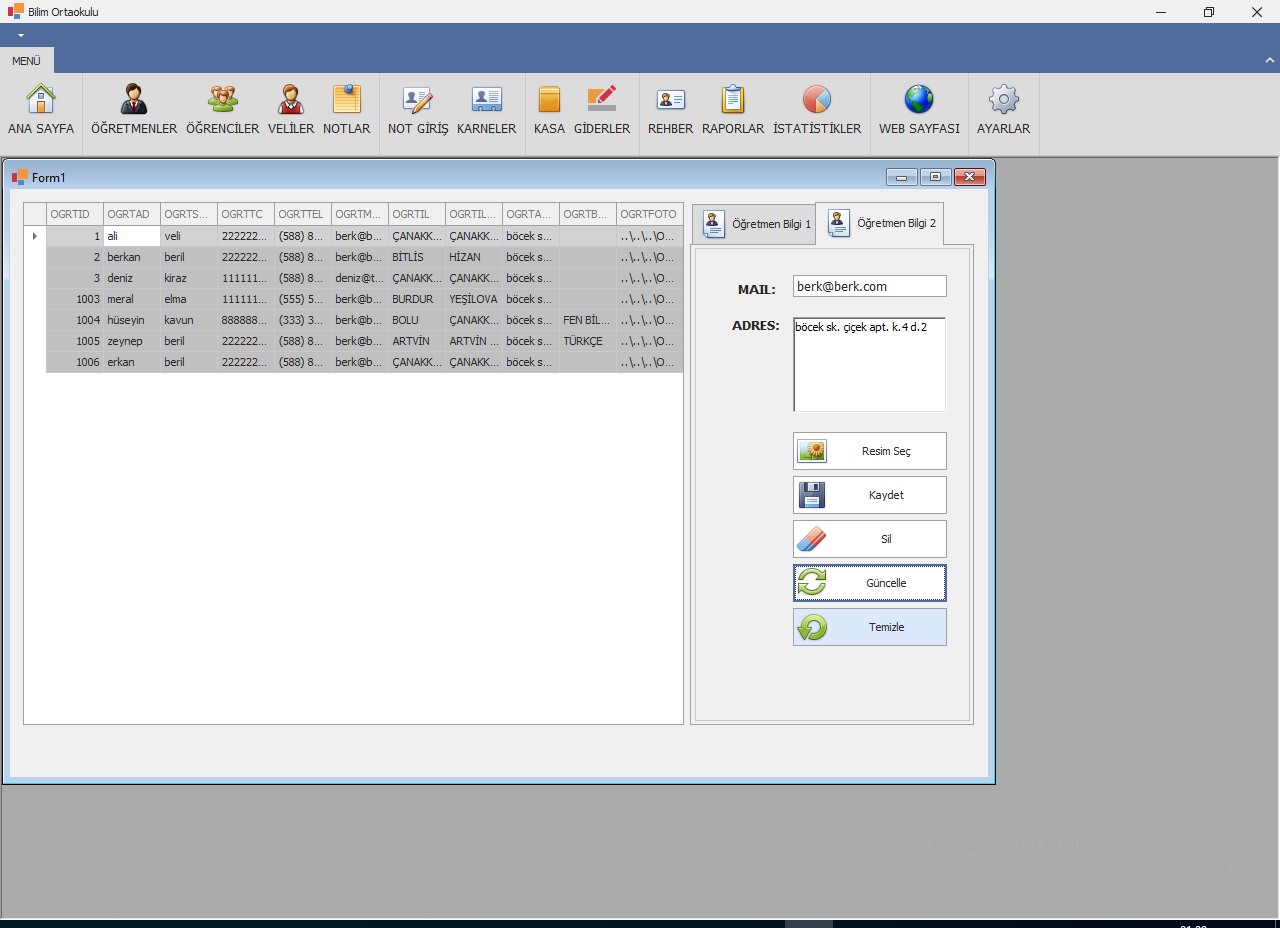 Bilim Ortaokulu
MENÜ
ANA SAYFA ÖĞRETMENLER ÖĞRENCİLER VELİLER NOTLAR NOT GİRİŞ KARNELER KASA GİDERLER REHBER RAPORLAR İSTATİSTİKLER WEB SAYFASI AYARLAR
Form1
OGRTID OGRTAD OGRTS... OGRTTC OGRTTEL OGRTM... OGRTIL OGRTIL... OGRTA... OGRTB... OGRTFOTO
1 ali veli 222222... (588) 8... berk@b... ÇANAKK... ÇANAKK... böcek s... ..\..\..\O...
2 berkan beril 222222... (588) 8... berk@b... BİTLİS HİZAN böcek s... ..\..\..\O...
3 deniz kiraz 111111... (588) 8... deniz@t... ÇANAKK... ÇANAKK... böcek s... ..\..\..\O...
1003 meral elma 111111... (555) 5... berk@b... BURDUR YEŞİLOVA böcek s... ..\..\..\O...
1004 hüseyin kavun 888888... (333) 3... berk@b... BOLU ÇANAKK... böcek s... FEN BİL... ..\..\..\O...
1005 zeynep beril 222222... (588) 8... berk@b... ARTVİN ARTVİN ... böcek s... TÜRKÇE ..\..\..\O...
1006 erkan beril 222222... (588) 8... berk@b... ÇANAKK... ÇANAKK... böcek s... ..\..\..\O...
Öğretmen Bilgi 1 Öğretmen Bilgi 2
MAIL: berk@berk.com
ADRES: böcek sk. çiçek apt. k.4 d.2
Resim Seç
Kaydet
Sil
Güncelle
Temizle